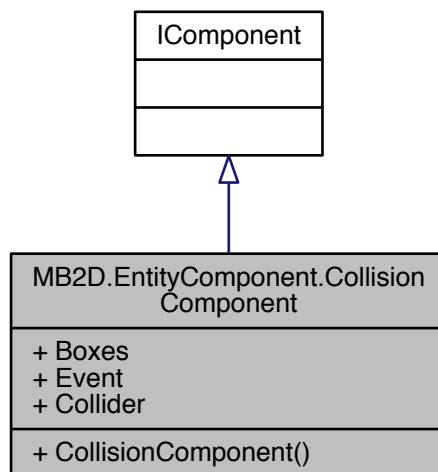 IComponent
MB2D.EntityComponent.Collision
Component
+ Boxes
+ Event
+ Collider
+ CollisionComponent()